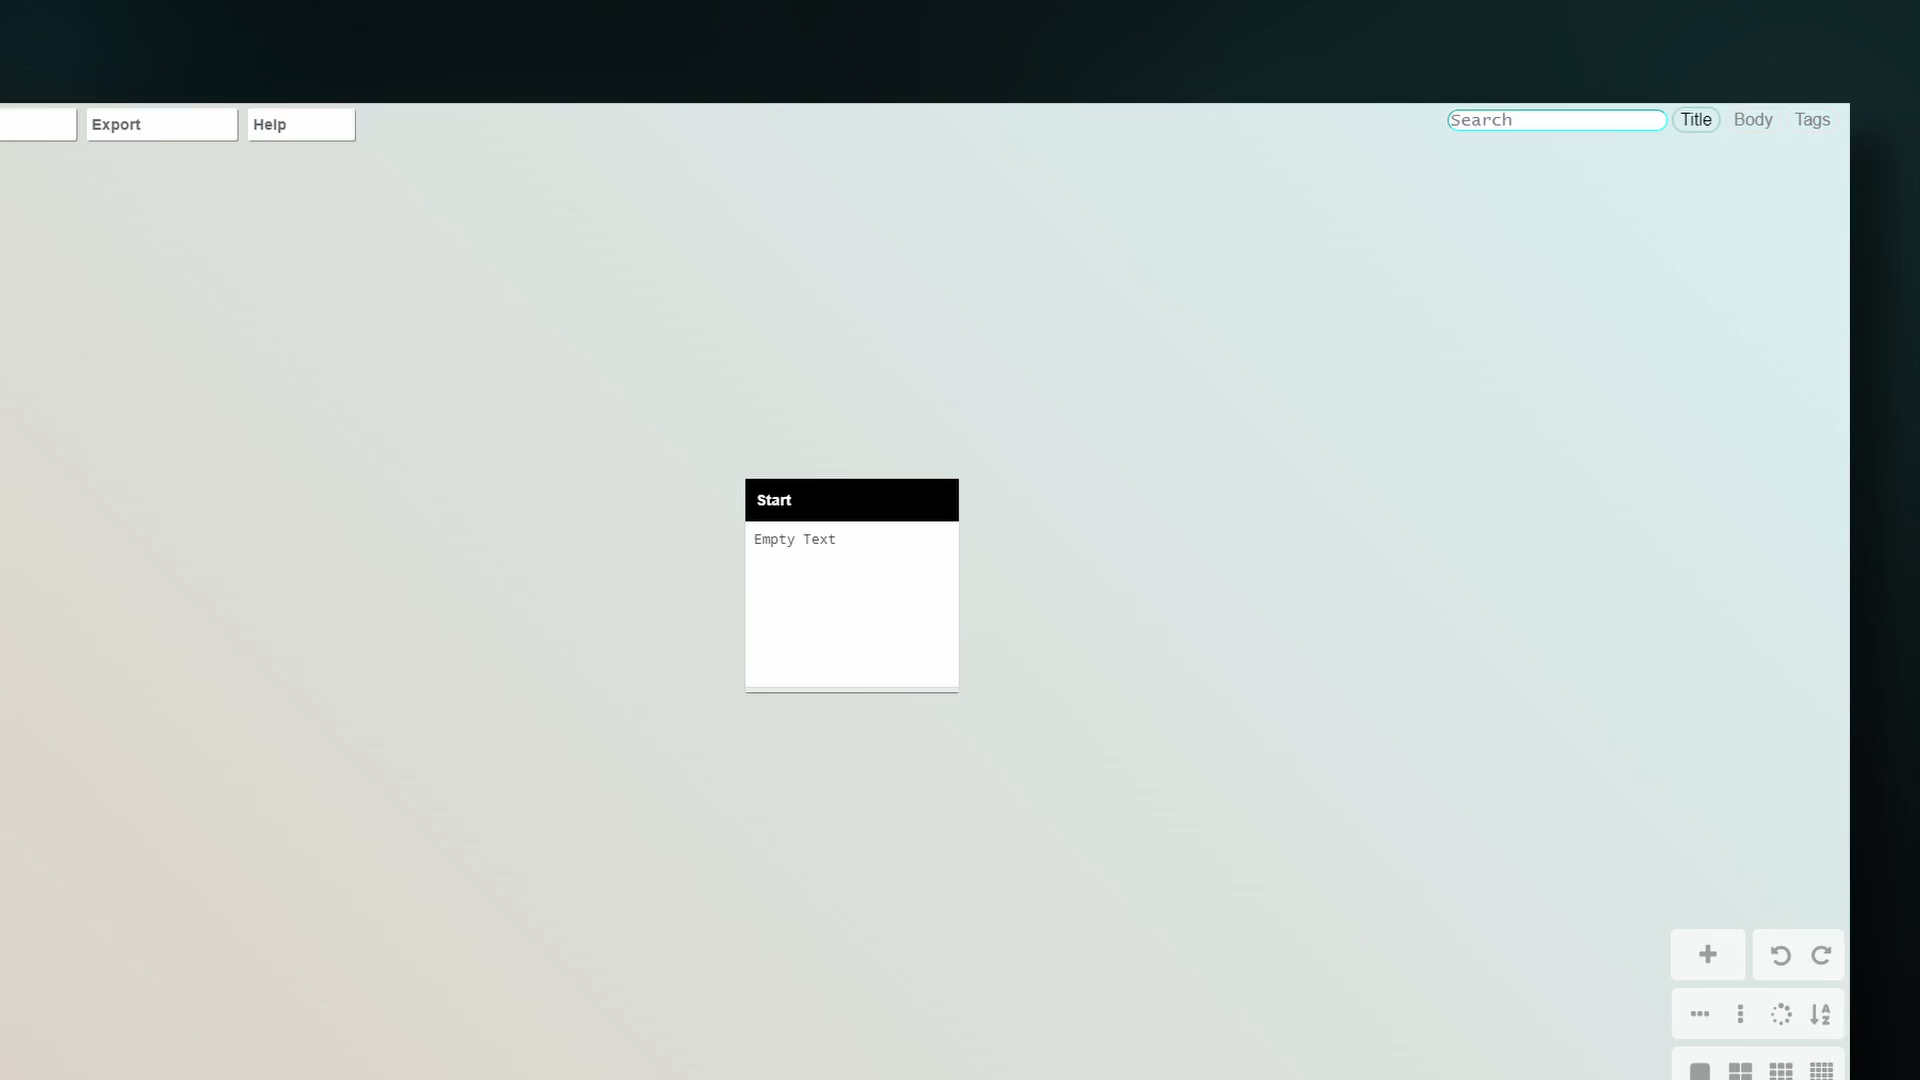 Export
Help
Search
Title
Body
Tags
Start
Empty Text